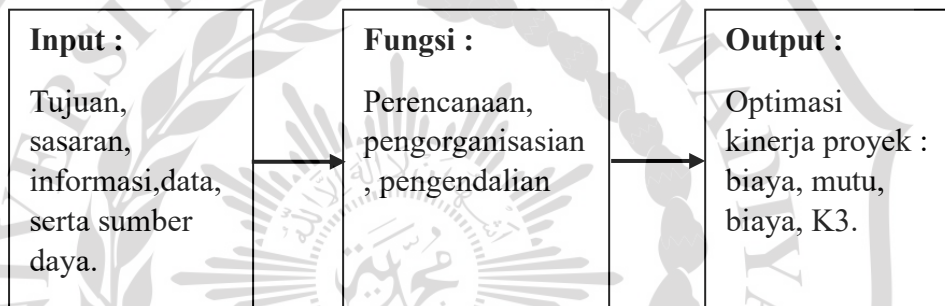 Input :
Tujuan,
sasaran,
informasi,data,
serta sumber
daya.
Fungsi :
Perencanaan,
pengorganisasian
, pengendalian
Output :
Optimasi
kinerja proyek :
biaya, mutu,
biaya, K3.